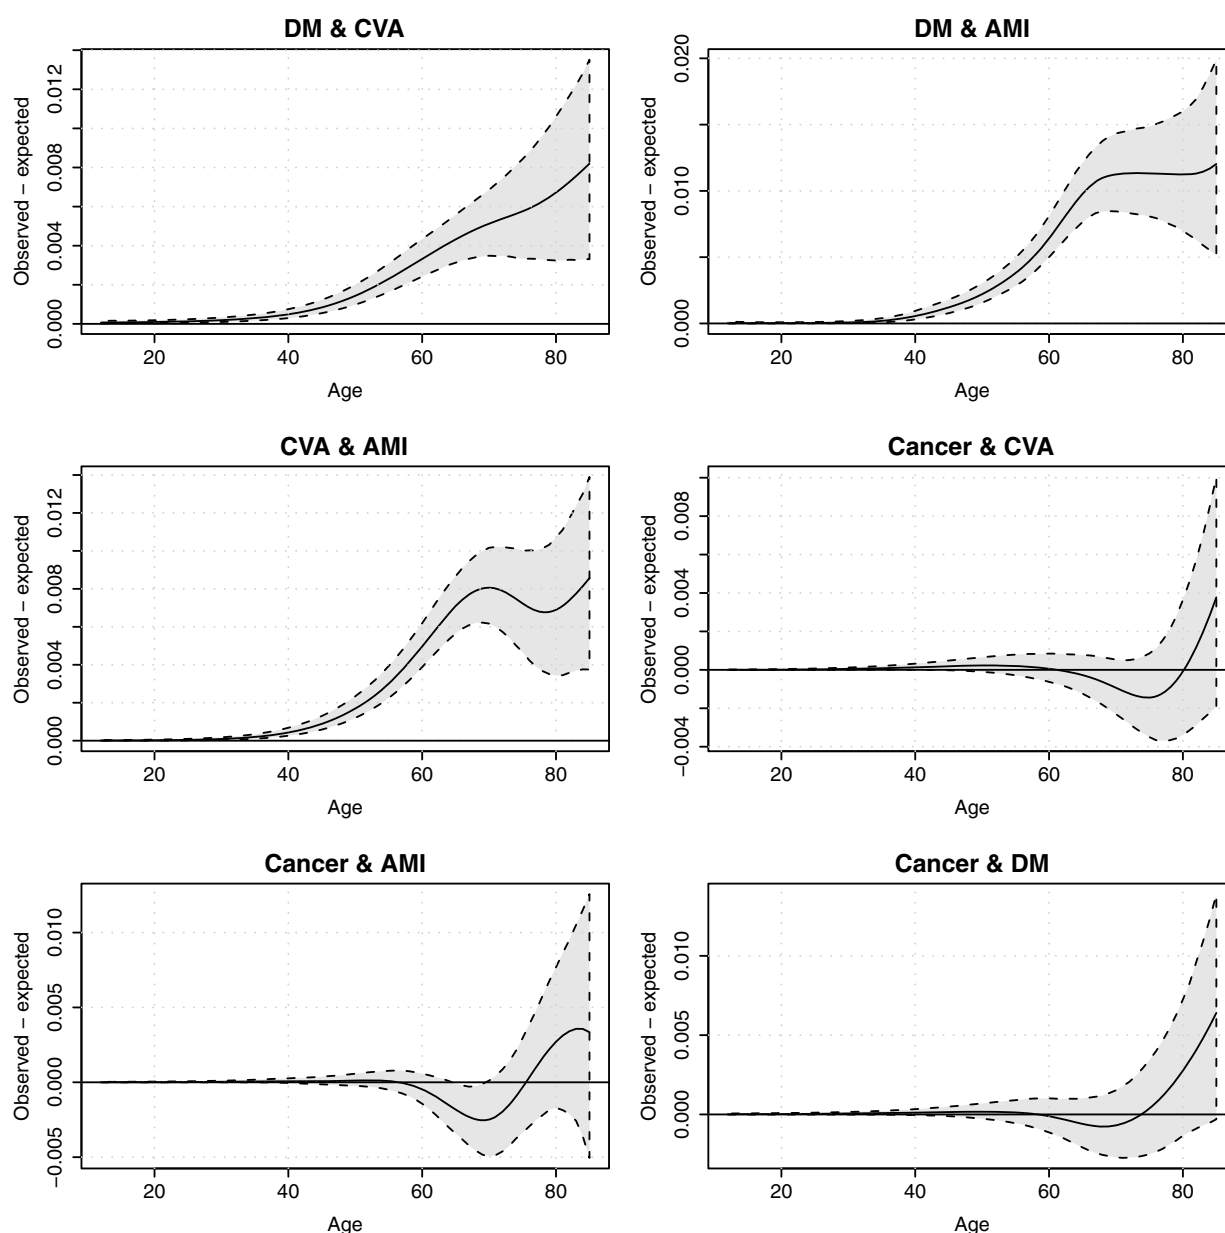 DM & CVA
Observed – expected
0.000 0.004 0.008 0.012
20 40 60 80
Age
DM & AMI
Observed – expected
0.000 0.010 0.020
20 40 60 80
Age
CVA & AMI
Observed – expected
0.000 0.004 0.008 0.012
20 40 60 80
Age
Cancer & CVA
Observed – expected
−0.004 0.000 0.004 0.008
20 40 60 80
Age
Cancer & AMI
Observed – expected
−0.005 0.000 0.005 0.010
20 40 60 80
Age
Cancer & DM
Observed – expected
0.000 0.005 0.010
20 40 60 80
Age